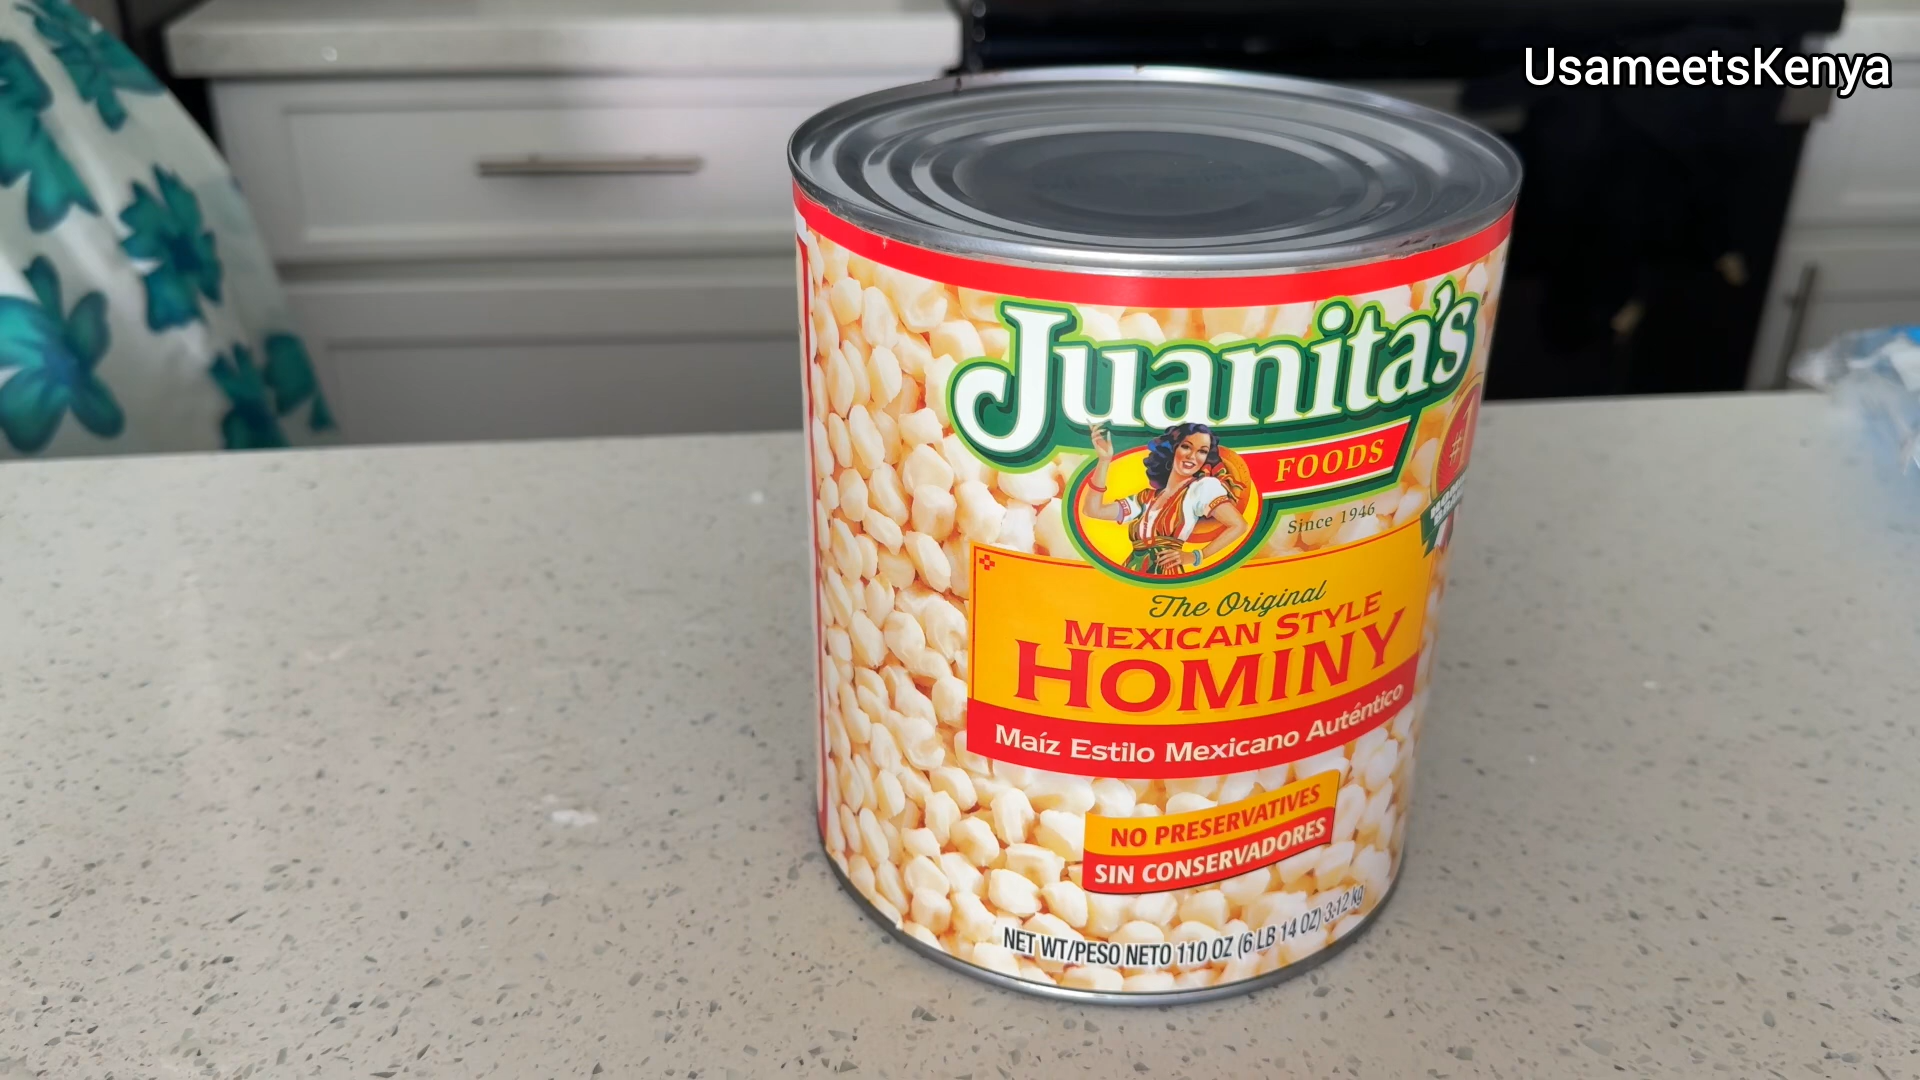 UsameetsKenya
Juanita's
FOODS
Since 1946
#1
The Original
MEXICAN STYLE
HOMINY
Maíz Estilo Mexicano Auténtico
NO PRESERVATIVES
SIN CONSERVADORES
NET WT/PESO NETO 110 OZ (6 LB 14 OZ) 3.12 kg